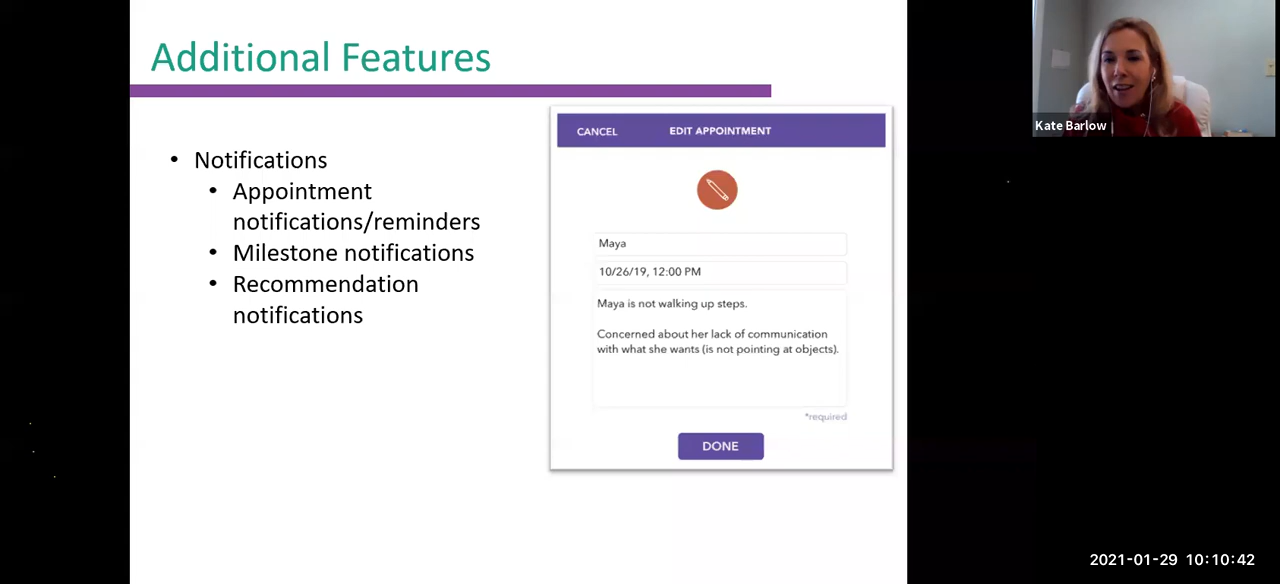 Additional Features
• Notifications
• Appointment
notifications/reminders
• Milestone notifications
• Recommendation
notifications
CANCEL
EDIT APPOINTMENT
Maya
10/26/19, 12:00 PM
Maya is not walking up steps.
Concerned about her lack of communication
with what she wants (is not pointing at objects).
*required
DONE
Kate Barlow
2021-01-29 10:10:42